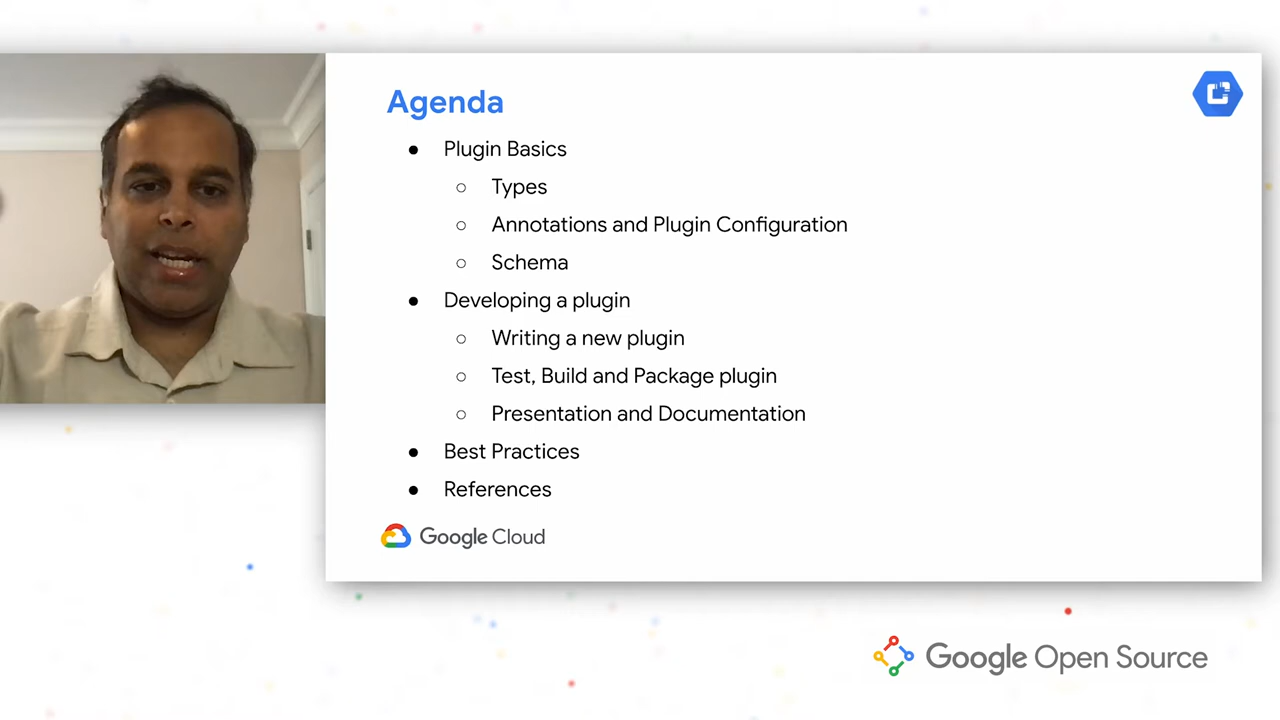 Agenda
● Plugin Basics
○ Types
○ Annotations and Plugin Configuration
○ Schema
● Developing a plugin
○ Writing a new plugin
○ Test, Build and Package plugin
○ Presentation and Documentation
● Best Practices
● References
Google Cloud
Google Open Source